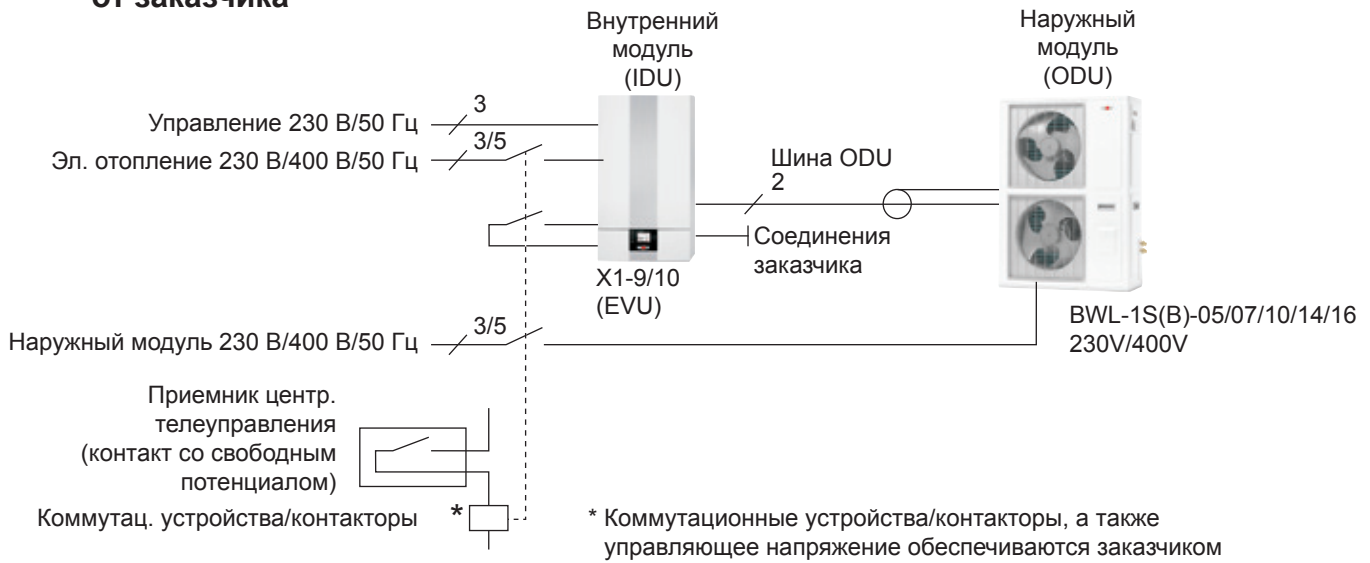 от заказчика
Внутренний
модуль
(IDU)
Наружный
модуль
(ODU)
Управление 230 В/50 Гц
3
Эл. отопление 230 В/400 В/50 Гц
3/5
Шина ODU
2
Соединения
заказчика
X1-9/10
(EVU)
BWL-1S(B)-05/07/10/14/16
230V/400V
Наружный модуль 230 В/400 В/50 Гц
3/5
Приемник центр.
телеуправления
(контакт со свободным
потенциалом)
Коммутац. устройства/контакторы
*
* Коммутационные устройства/контакторы, а также
управляющее напряжение обеспечиваются заказчиком